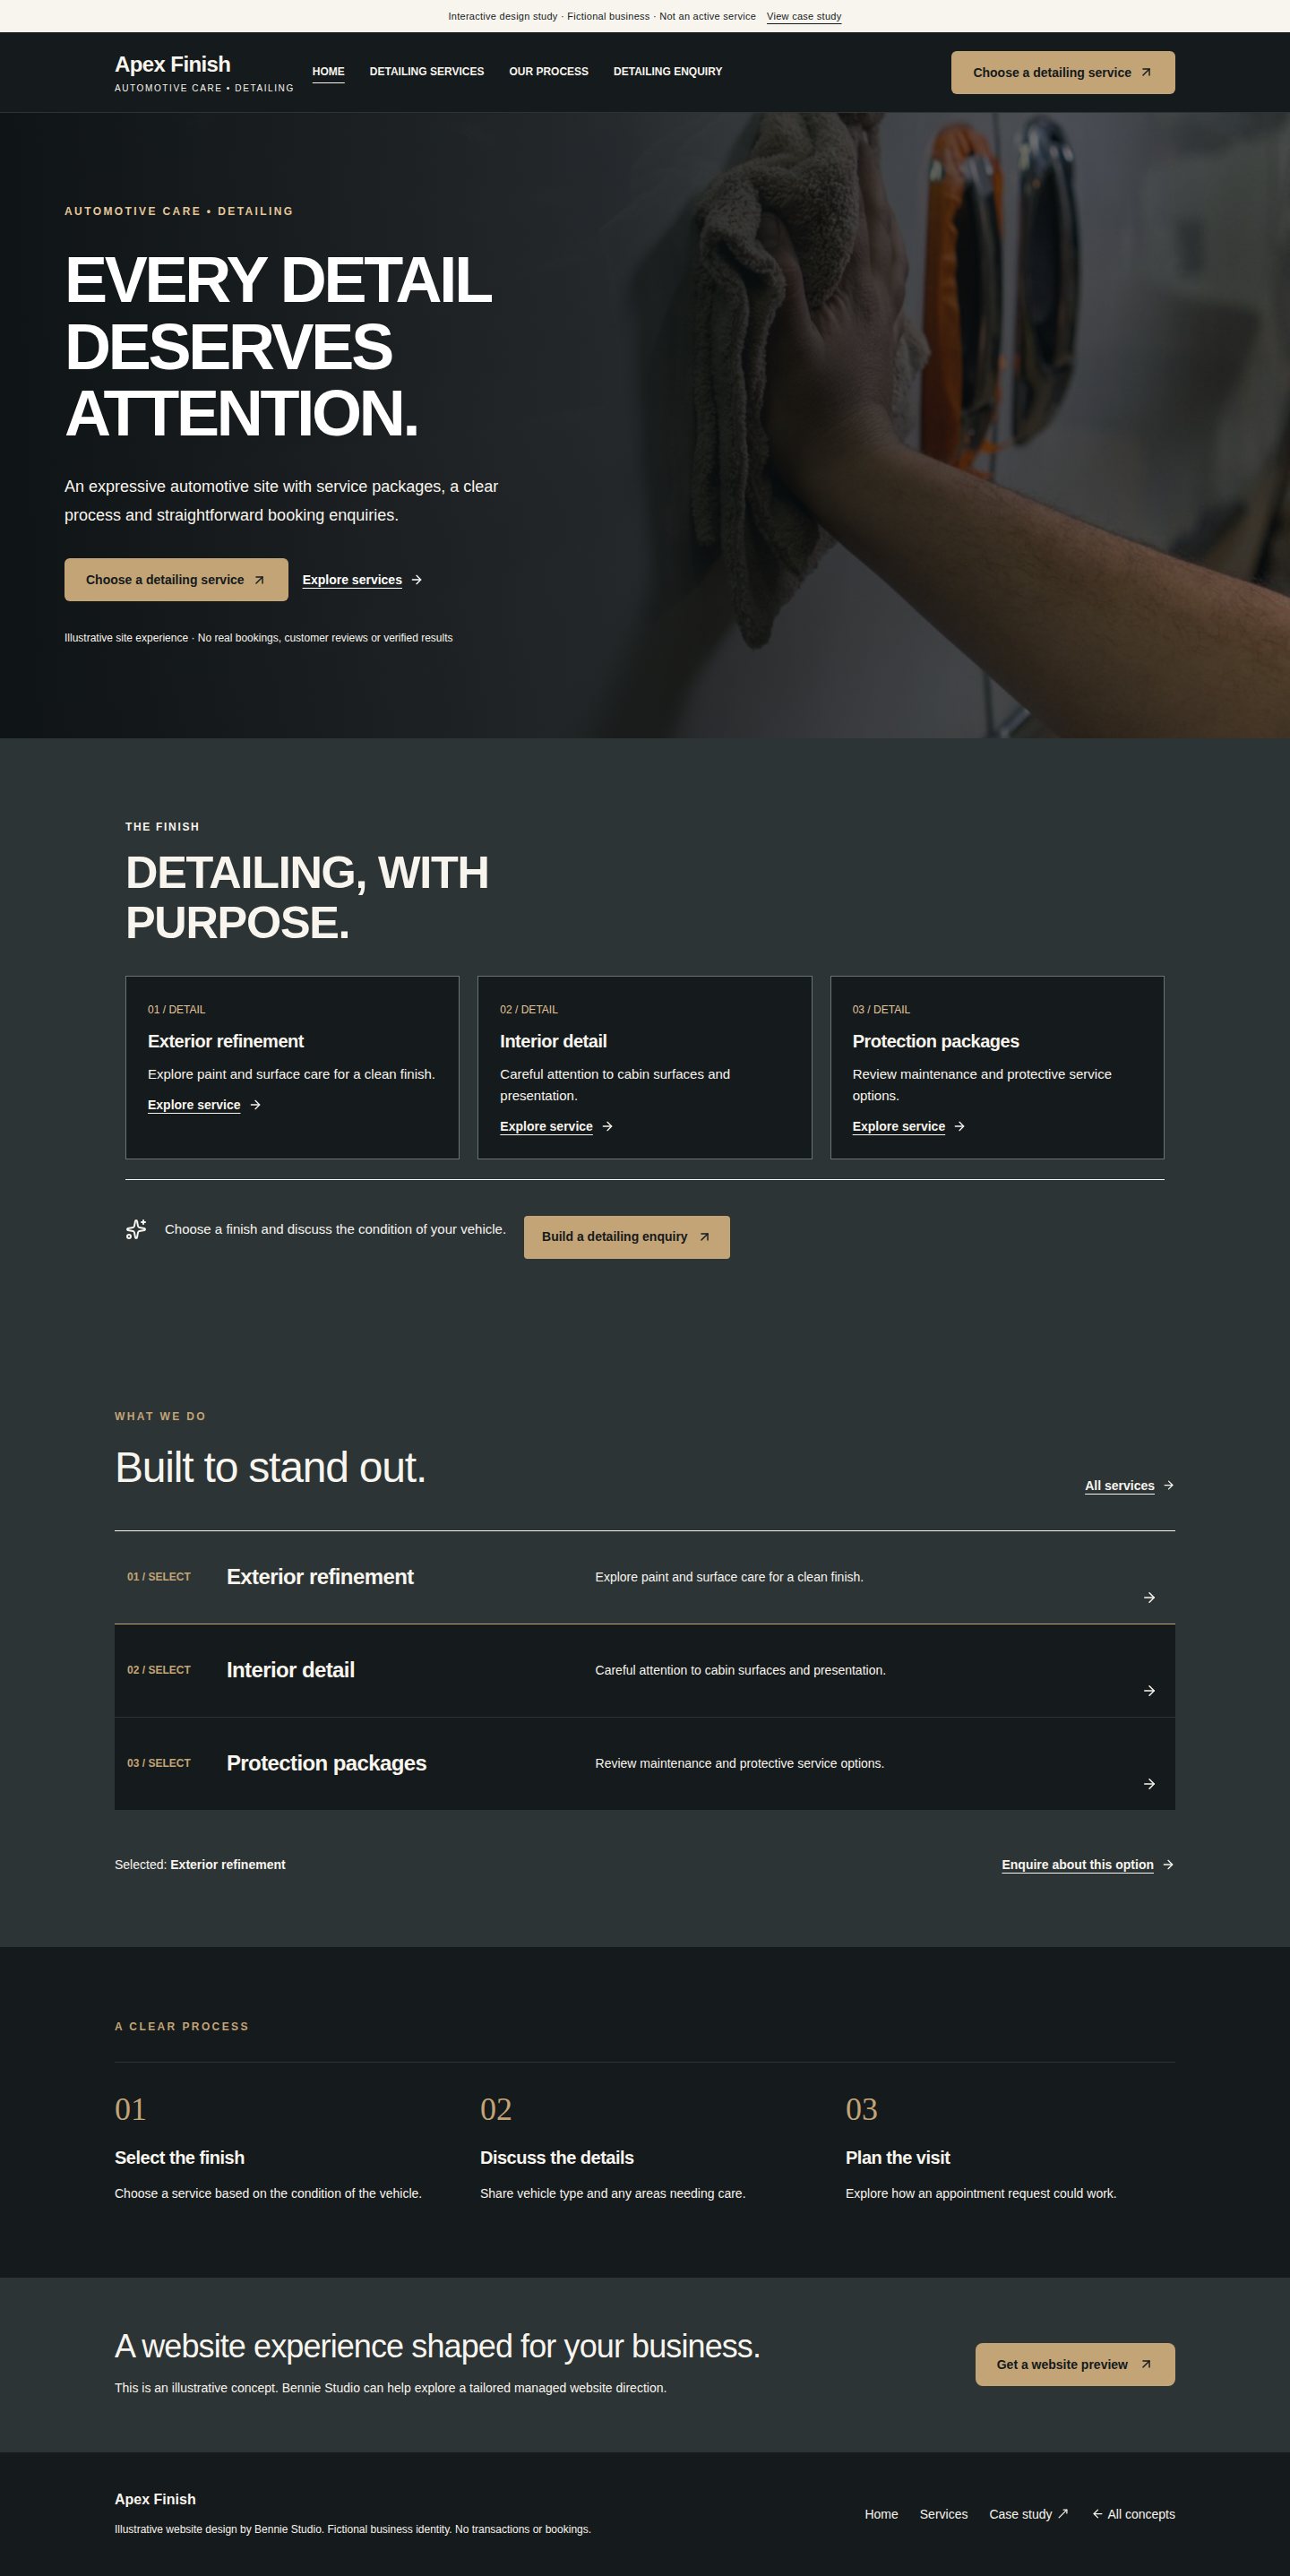 Interactive design study · Fictional business · Not an active service View case study
Apex Finish
AUTOMOTIVE CARE • DETAILING
HOME DETAILING SERVICES OUR PROCESS DETAILING ENQUIRY
Choose a detailing service
AUTOMOTIVE CARE • DETAILING
EVERY DETAIL
DESERVES
ATTENTION.
An expressive automotive site with service packages, a clear
process and straightforward booking enquiries.
Choose a detailing service Explore services
Illustrative site experience · No real bookings, customer reviews or verified results
THE FINISH
DETAILING, WITH
PURPOSE.
01 / DETAIL
Exterior refinement
Explore paint and surface care for a clean finish.
Explore service
02 / DETAIL
Interior detail
Careful attention to cabin surfaces and
presentation.
Explore service
03 / DETAIL
Protection packages
Review maintenance and protective service
options.
Explore service
Choose a finish and discuss the condition of your vehicle.
Build a detailing enquiry
WHAT WE DO
Built to stand out.
All services
01 / SELECT Exterior refinement Explore paint and surface care for a clean finish.
02 / SELECT Interior detail Careful attention to cabin surfaces and presentation.
03 / SELECT Protection packages Review maintenance and protective service options.
Selected: Exterior refinement
Enquire about this option
A CLEAR PROCESS
01
Select the finish
Choose a service based on the condition of the vehicle.
02
Discuss the details
Share vehicle type and any areas needing care.
03
Plan the visit
Explore how an appointment request could work.
A website experience shaped for your business.
This is an illustrative concept. Bennie Studio can help explore a tailored managed website direction.
Get a website preview
Apex Finish
Illustrative website design by Bennie Studio. Fictional business identity. No transactions or bookings.
Home Services Case study ↗ ← All concepts